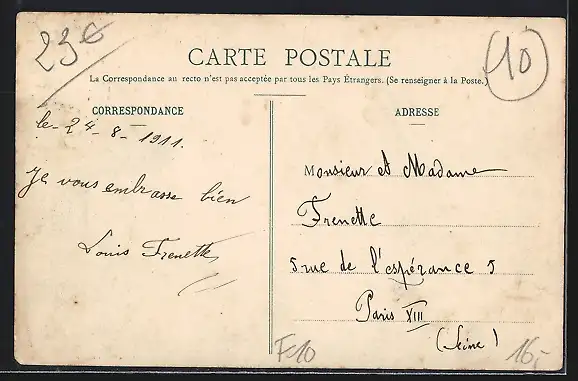 23€
10
CARTE POSTALE
La Correspondance au recto n'est pas acceptée par tous les Pays Étrangers. (Se renseigner à la Poste.)
CORRESPONDANCE
le 24-8-1911.
Je vous embrasse bien
Louis Frenette
ADRESSE
Monsieur et Madame
Frenette
5 rue de l'espérance 5
Paris XIII
(Seine)
F10
16,-